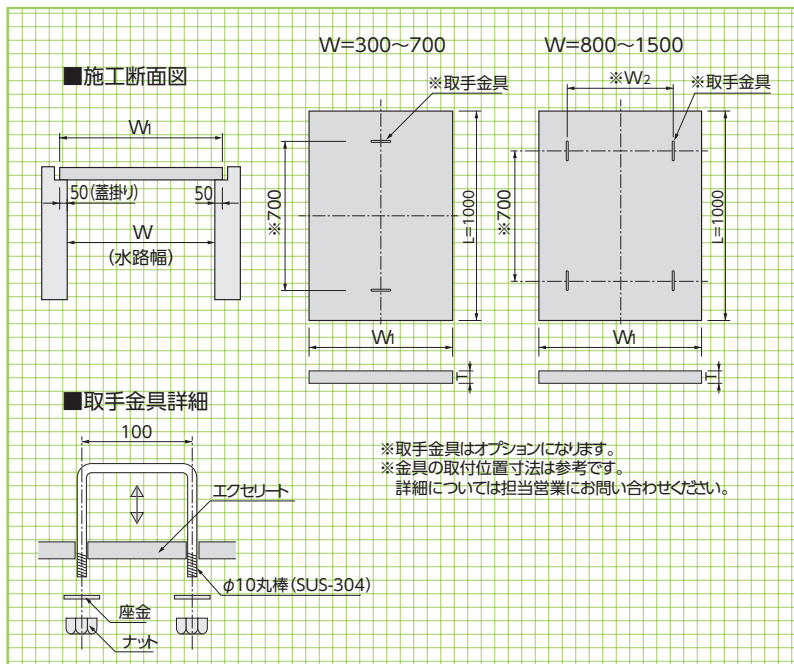 ■施工断面図
W1
50(蓋掛り)
50
W
(水路幅)
W=300～700
※取手金具
※700
L=1000
W1
T
W=800～1500
※W2
※取手金具
※700
L=1000
W1
T
■取手金具詳細
100
エクセリート
φ10丸棒(SUS-304)
座金
ナット
※取手金具はオプションになります。
※金具の取付位置寸法は参考です。
詳細については担当営業にお問い合わせください。